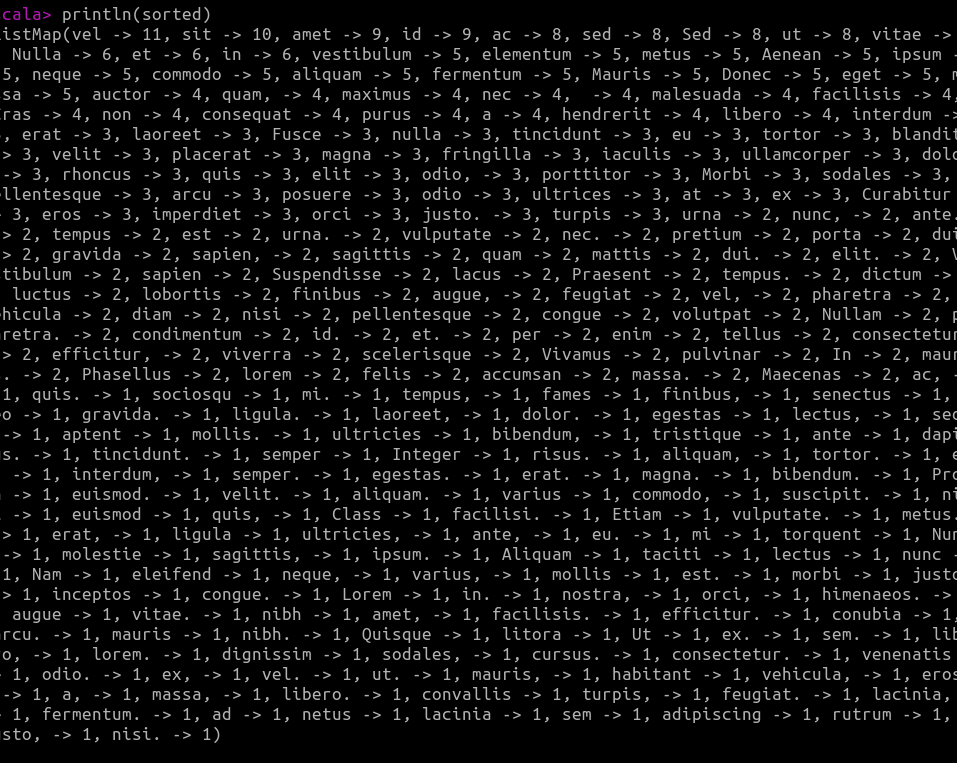 cala> println(sorted)
istMap(vel -> 11, sit -> 10, amet -> 9, id -> 9, ac -> 8, sed -> 8, Sed -> 8, ut -> 8, vitae ->
Nulla -> 6, et -> 6, in -> 6, vestibulum -> 5, elementum -> 5, metus -> 5, Aenean -> 5, ipsum -
5, neque -> 5, commodo -> 5, aliquam -> 5, fermentum -> 5, Mauris -> 5, Donec -> 5, eget -> 5, m
ssa -> 5, auctor -> 4, quam, -> 4, maximus -> 4, nec -> 4,  -> 4, malesuada -> 4, facilisis -> 4,
Cras -> 4, non -> 4, consequat -> 4, purus -> 4, a -> 4, hendrerit -> 4, libero -> 4, interdum ->
, erat -> 3, laoreet -> 3, Fusce -> 3, nulla -> 3, tincidunt -> 3, eu -> 3, tortor -> 3, blandit
> 3, velit -> 3, placerat -> 3, magna -> 3, fringilla -> 3, iaculis -> 3, ullamcorper -> 3, dolo
-> 3, rhoncus -> 3, quis -> 3, elit -> 3, odio, -> 3, porttitor -> 3, Morbi -> 3, sodales -> 3,
ellentesque -> 3, arcu -> 3, posuere -> 3, odio -> 3, ultrices -> 3, at -> 3, ex -> 3, Curabitur
> 3, eros -> 3, imperdiet -> 3, orci -> 3, justo. -> 3, turpis -> 3, urna -> 2, nunc, -> 2, ante.
> 2, tempus -> 2, est -> 2, urna. -> 2, vulputate -> 2, nec. -> 2, pretium -> 2, porta -> 2, dui
> 2, gravida -> 2, sapien, -> 2, sagittis -> 2, quam -> 2, mattis -> 2, dui. -> 2, elit. -> 2, V
stibulum -> 2, sapien -> 2, Suspendisse -> 2, lacus -> 2, Praesent -> 2, tempus. -> 2, dictum ->
luctus -> 2, lobortis -> 2, finibus -> 2, augue, -> 2, feugiat -> 2, vel, -> 2, pharetra -> 2,
ehicula -> 2, diam -> 2, nisi -> 2, pellentesque -> 2, congue -> 2, volutpat -> 2, Nullam -> 2, p
aretra. -> 2, condimentum -> 2, id. -> 2, et. -> 2, per -> 2, enim -> 2, tellus -> 2, consectetur
> 2, efficitur, -> 2, viverra -> 2, scelerisque -> 2, Vivamus -> 2, pulvinar -> 2, In -> 2, maur
. -> 2, Phasellus -> 2, lorem -> 2, felis -> 2, accumsan -> 2, massa. -> 2, Maecenas -> 2, ac, -
1, quis. -> 1, sociosqu -> 1, mi. -> 1, tempus, -> 1, fames -> 1, finibus, -> 1, senectus -> 1,
eo -> 1, gravida. -> 1, ligula. -> 1, laoreet, -> 1, dolor. -> 1, egestas -> 1, lectus, -> 1, sed
-> 1, aptent -> 1, mollis. -> 1, ultricies -> 1, bibendum, -> 1, tristique -> 1, ante -> 1, dapi
us. -> 1, tincidunt. -> 1, semper -> 1, Integer -> 1, risus. -> 1, aliquam, -> 1, tortor. -> 1, e
-> 1, interdum, -> 1, semper. -> 1, egestas. -> 1, erat. -> 1, magna. -> 1, bibendum. -> 1, Pro
-> 1, euismod. -> 1, velit. -> 1, aliquam. -> 1, varius -> 1, commodo, -> 1, suscipit. -> 1, ni
-> 1, euismod -> 1, quis, -> 1, Class -> 1, facilisi. -> 1, Etiam -> 1, vulputate. -> 1, metus.
> 1, erat, -> 1, ligula -> 1, ultricies, -> 1, ante, -> 1, eu. -> 1, mi -> 1, torquent -> 1, Nun
-> 1, molestie -> 1, sagittis, -> 1, ipsum. -> 1, Aliquam -> 1, taciti -> 1, lectus -> 1, nunc -
1, Nam -> 1, eleifend -> 1, neque, -> 1, varius, -> 1, mollis -> 1, est. -> 1, morbi -> 1, justo
> 1, inceptos -> 1, congue. -> 1, Lorem -> 1, in. -> 1, nostra, -> 1, orci, -> 1, himenaeos. ->
augue -> 1, vitae. -> 1, nibh -> 1, amet, -> 1, facilisis. -> 1, efficitur. -> 1, conubia -> 1,
arcu. -> 1, mauris -> 1, nibh. -> 1, Quisque -> 1, litora -> 1, Ut -> 1, ex. -> 1, sem. -> 1, lib
o, -> 1, lorem. -> 1, dignissim -> 1, sodales, -> 1, cursus. -> 1, consectetur. -> 1, venenatis
> 1, odio. -> 1, ex, -> 1, vel. -> 1, ut. -> 1, mauris, -> 1, habitant -> 1, vehicula, -> 1, eros
-> 1, a, -> 1, massa, -> 1, libero. -> 1, convallis -> 1, turpis, -> 1, feugiat. -> 1, lacinia,
> 1, fermentum. -> 1, ad -> 1, netus -> 1, lacinia -> 1, sem -> 1, adipiscing -> 1, rutrum -> 1,
sto, -> 1, nisi. -> 1)